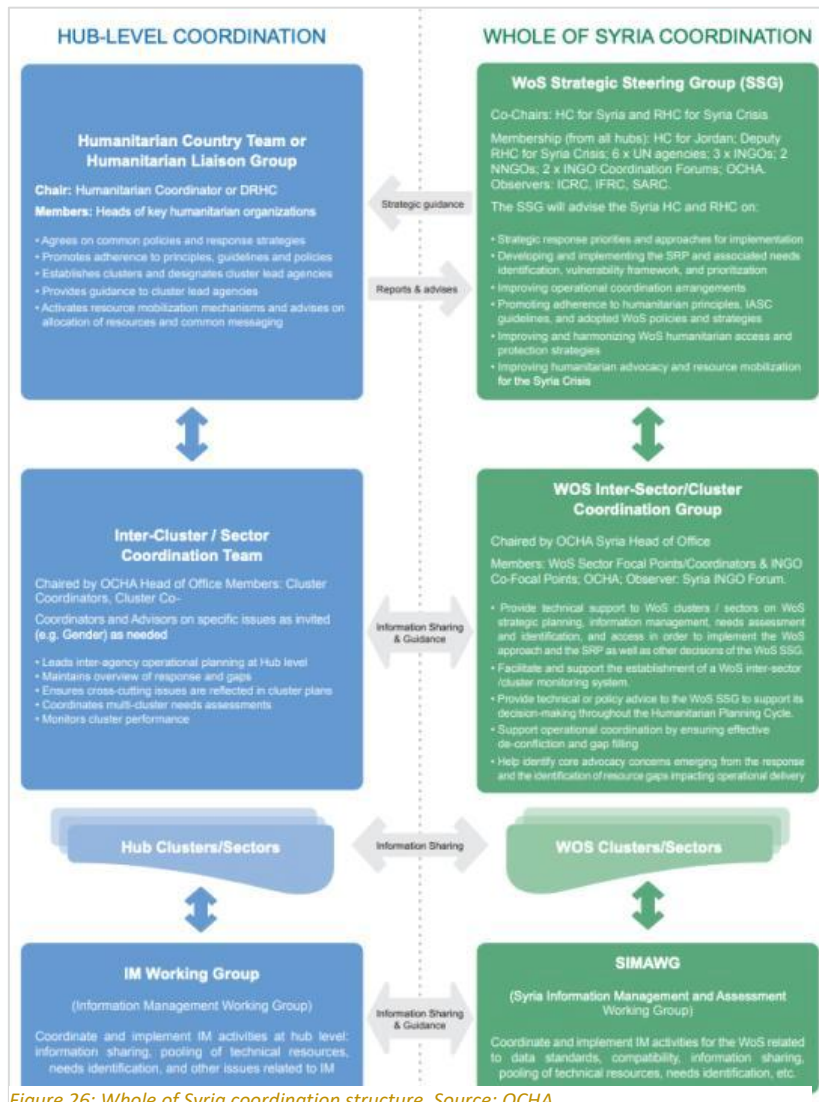 HUB-LEVEL COORDINATION
Humanitarian Country Team or
Humanitarian Liaison Group
Chair: Humanitarian Coordinator or DRHC
Members: Heads of key humanitarian organizations
• Agrees on common policies and response strategies
• Promotes adherence to principles, guidelines and policies
• Establishes clusters and designates cluster lead agencies
• Provides guidance to cluster lead agencies
• Activates resource mobilization mechanisms and advises on
allocation of resources and common messaging
Strategic guidance
Reports & advises
WHOLE OF SYRIA COORDINATION
WoS Strategic Steering Group (SSG)
Co-Chairs: HC for Syria and RHC for Syria Crisis
Membership (from all hubs): HC for Jordan; Deputy
RHC for Syria Crisis; 6 x UN agencies; 3 x INGOs; 2
NNGOs; 2 x INGO Coordination Forums; OCHA.
Observers: ICRC, IFRC, SARC.
The SSG will advise the Syria HC and RHC on:
• Strategic response priorities and approaches for implementation
• Developing and implementing the SRP and associated needs
identification, vulnerability framework, and prioritization
• Improving operational coordination arrangements
• Promoting adherence to humanitarian principles, IASC
guidelines, and adopted WoS policies and strategies
• Improving and harmonizing WoS humanitarian access and
protection strategies
• Improving humanitarian advocacy and resource mobilization
for the Syria Crisis
Inter-Cluster / Sector
Coordination Team
Chaired by OCHA Head of Office Members: Cluster
Coordinators, Cluster Co-
Coordinators and Advisors on specific issues as invited
(e.g. Gender) as needed
• Leads inter-agency operational planning at Hub level
• Maintains overview of response and gaps
• Ensures cross-cutting issues are reflected in cluster plans
• Coordinates multi-cluster needs assessments
• Monitors cluster performance
Information Sharing
& Guidance
WOS Inter-Sector/Cluster
Coordination Group
Chaired by OCHA Syria Head of Office
Members: WoS Sector Focal Points/Coordinators & INGO
Co-Focal Points; OCHA; Observer: Syria INGO Forum.
• Provide technical support to WoS clusters / sectors on WoS
strategic planning, information management, needs assessment
and identification, and access in order to implement the WoS
approach and the SRP as well as other decisions of the WoS SSG.
• Facilitate and support the establishment of a WoS inter-sector
/cluster monitoring system.
• Provide technical or policy advice to the WoS SSG to support its
decision-making throughout the Humanitarian Planning Cycle.
• Support operational coordination by ensuring effective
de-confliction and gap filling
• Help identify core advocacy concerns emerging from the response
and the identification of resource gaps impacting operational delivery
Hub Clusters/Sectors
Information Sharing
WOS Clusters/Sectors
IM Working Group
(Information Management Working Group)
Coordinate and implement IM activities at hub level:
information sharing, pooling of technical resources,
needs identification, and other issues related to IM
Information Sharing
& Guidance
SIMAWG
(Syria Information Management and Assessment
Working Group)
Coordinate and implement IM activities for the WoS related
to data standards, compatibility, information sharing,
pooling of technical resources, needs identification, etc.
Figure 26: Whole of Syria coordination structure. Source: OCHA